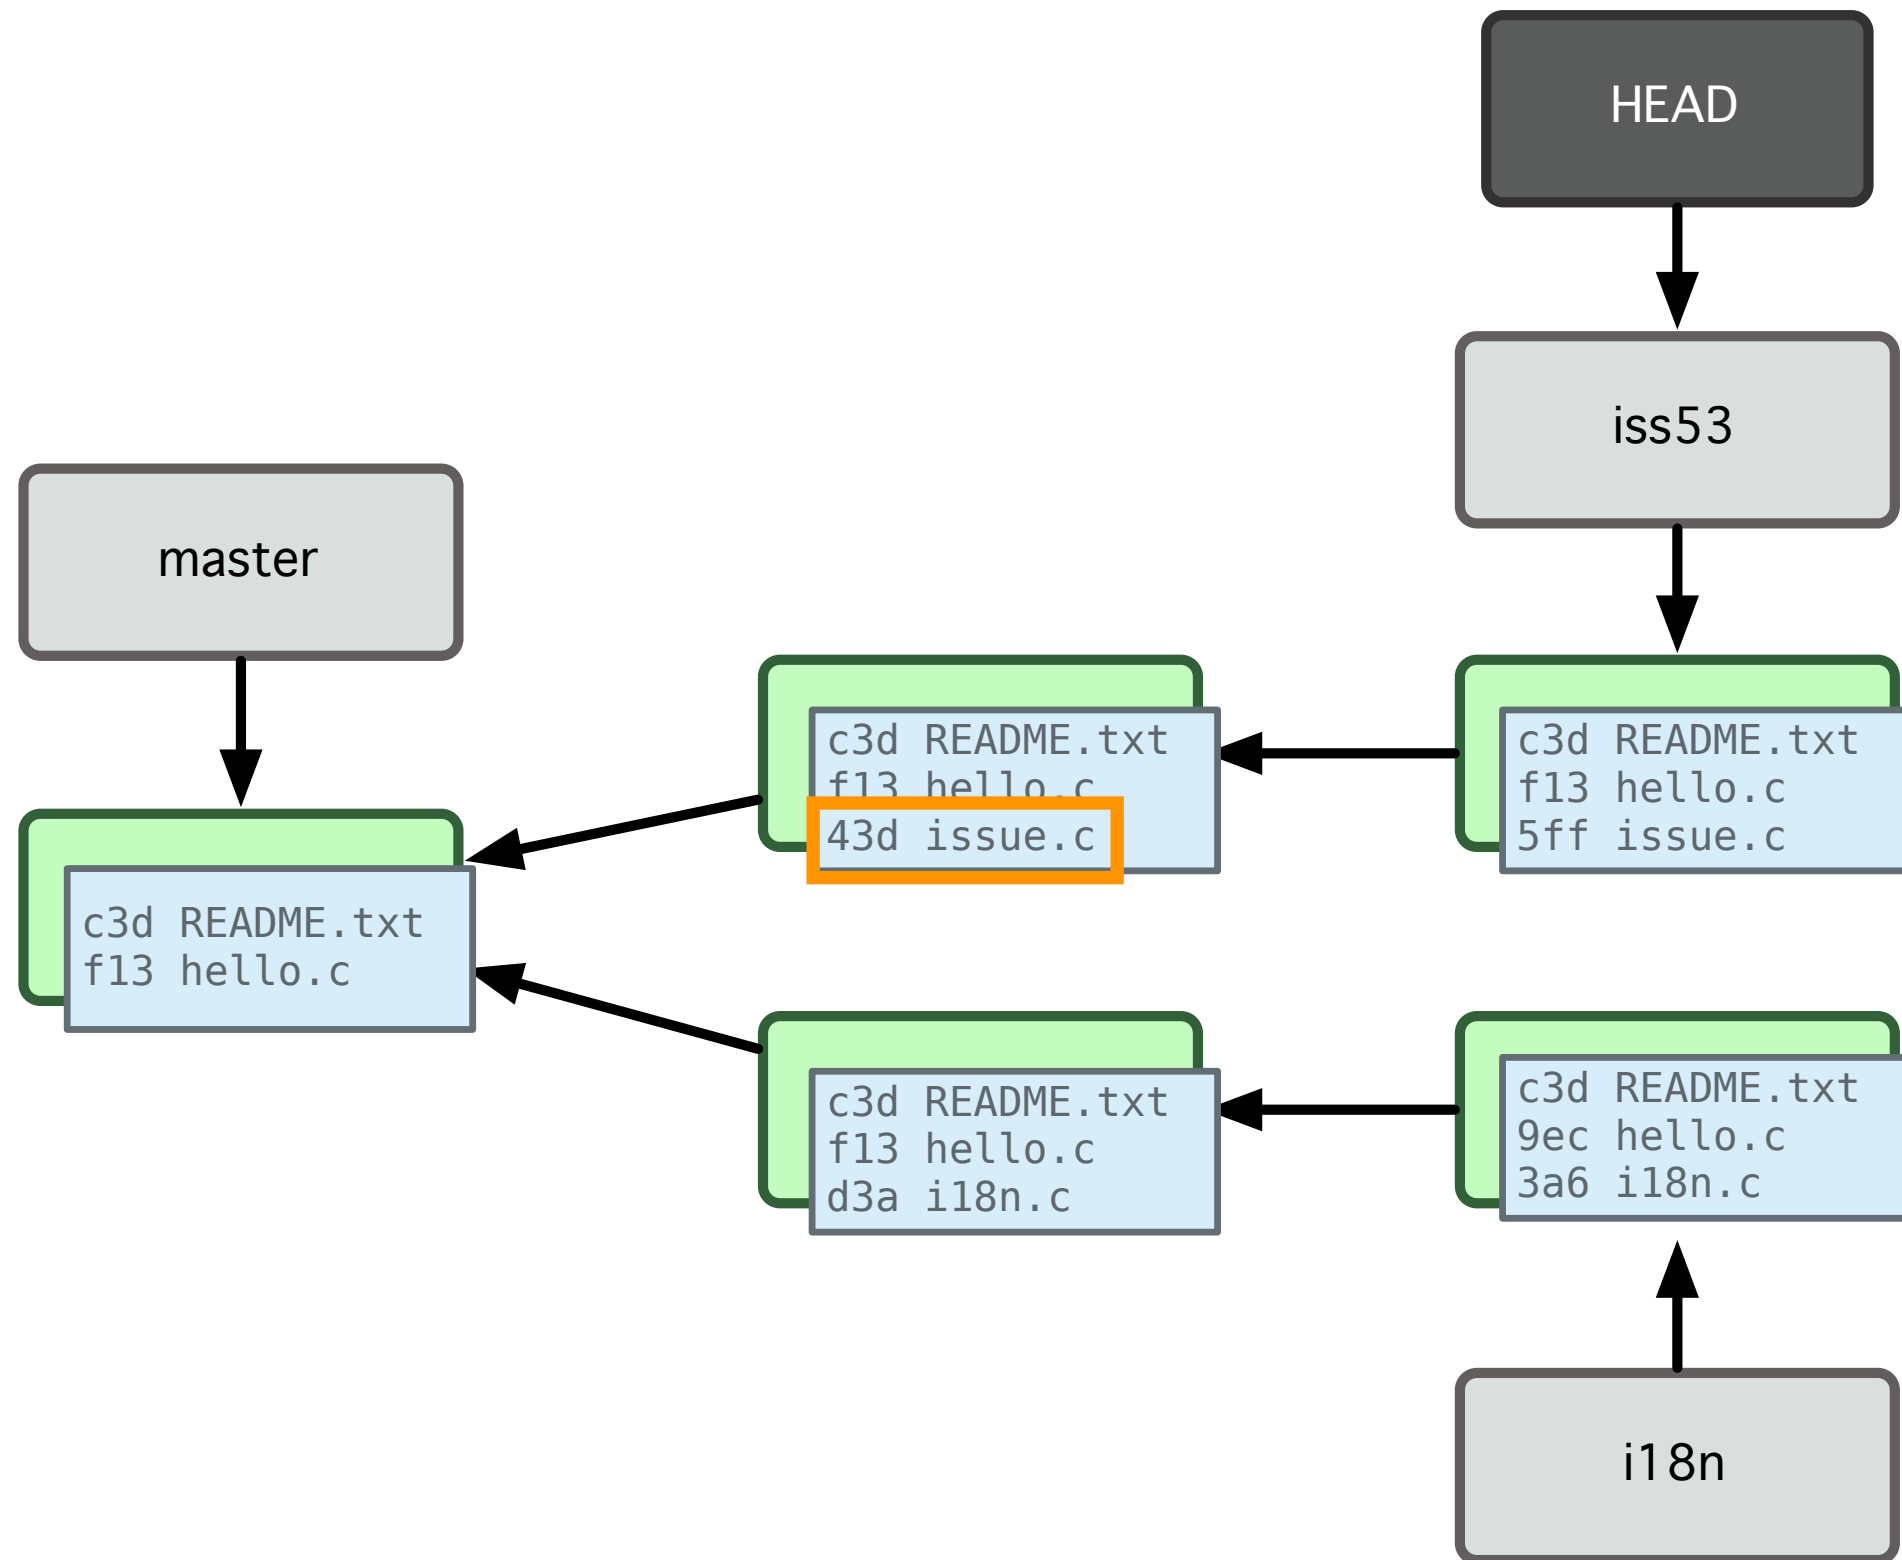 HEAD
iss53
master
c3d README.txt
f13 hello.c
43d issue.c
c3d README.txt
f13 hello.c
5ff issue.c
c3d README.txt
f13 hello.c
c3d README.txt
f13 hello.c
d3a i18n.c
c3d README.txt
9ec hello.c
3a6 i18n.c
i18n